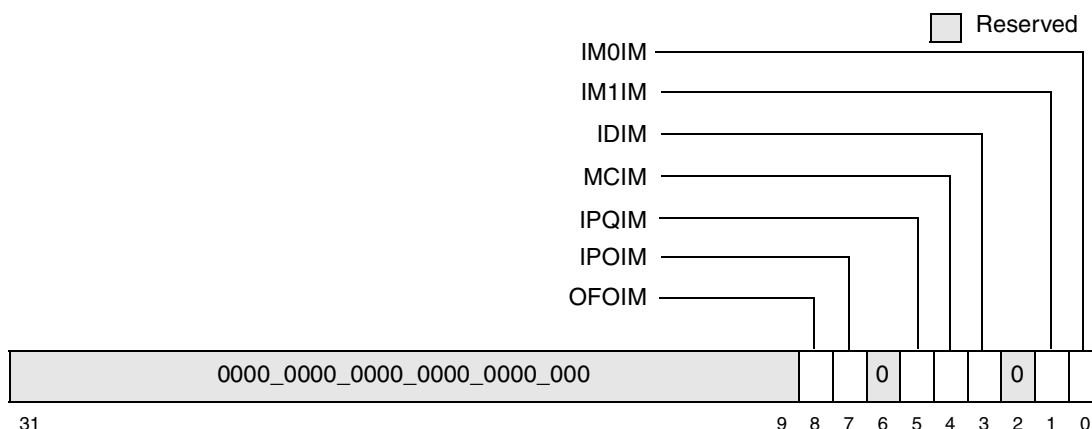 Reserved
IM0IM
IM1IM
IDIM
MCIM
IPQIM
IPOIM
OFOIM
0000_0000_0000_0000_0000_000 0 0
31 9 8 7 6 5 4 3 2 1 0